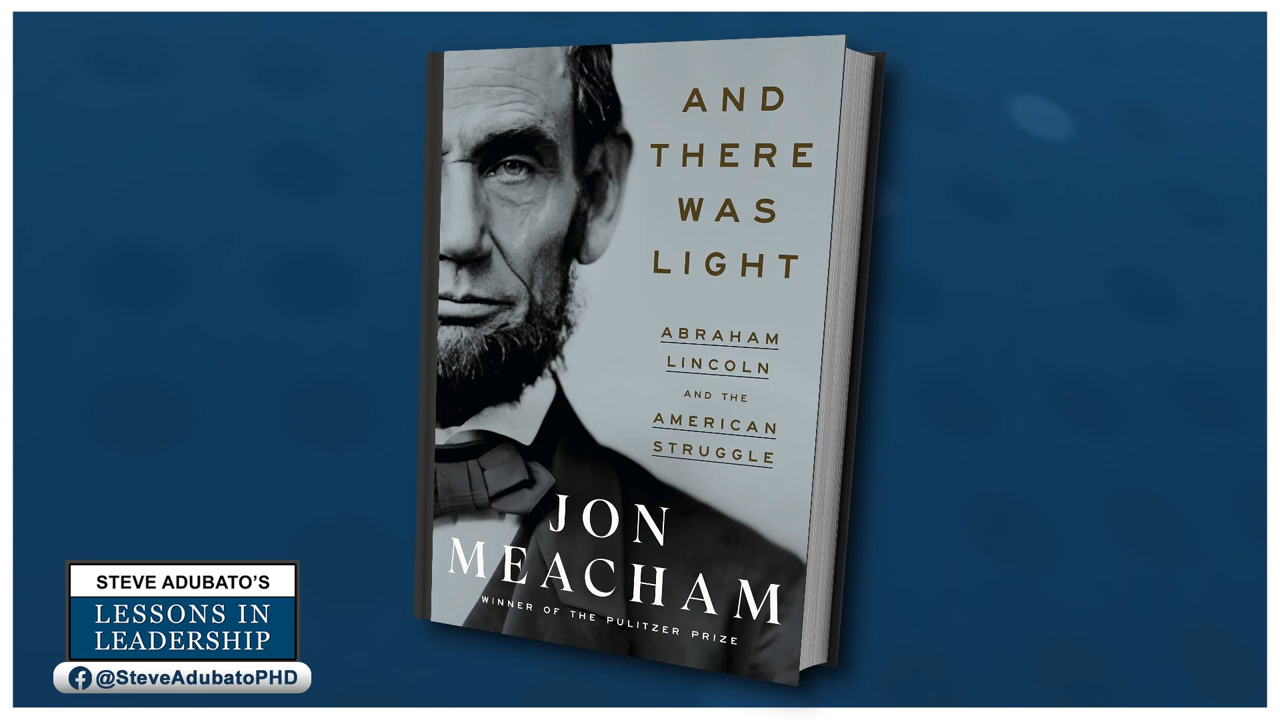 AND
THERE
WAS
LIGHT
ABRAHAM
LINCOLN
AND THE
AMERICAN
STRUGGLE
JON
MEACHAM
WINNER OF THE PULITZER PRIZE
STEVE ADUBATO'S
LESSONS IN
LEADERSHIP
@SteveAdubatoPHD